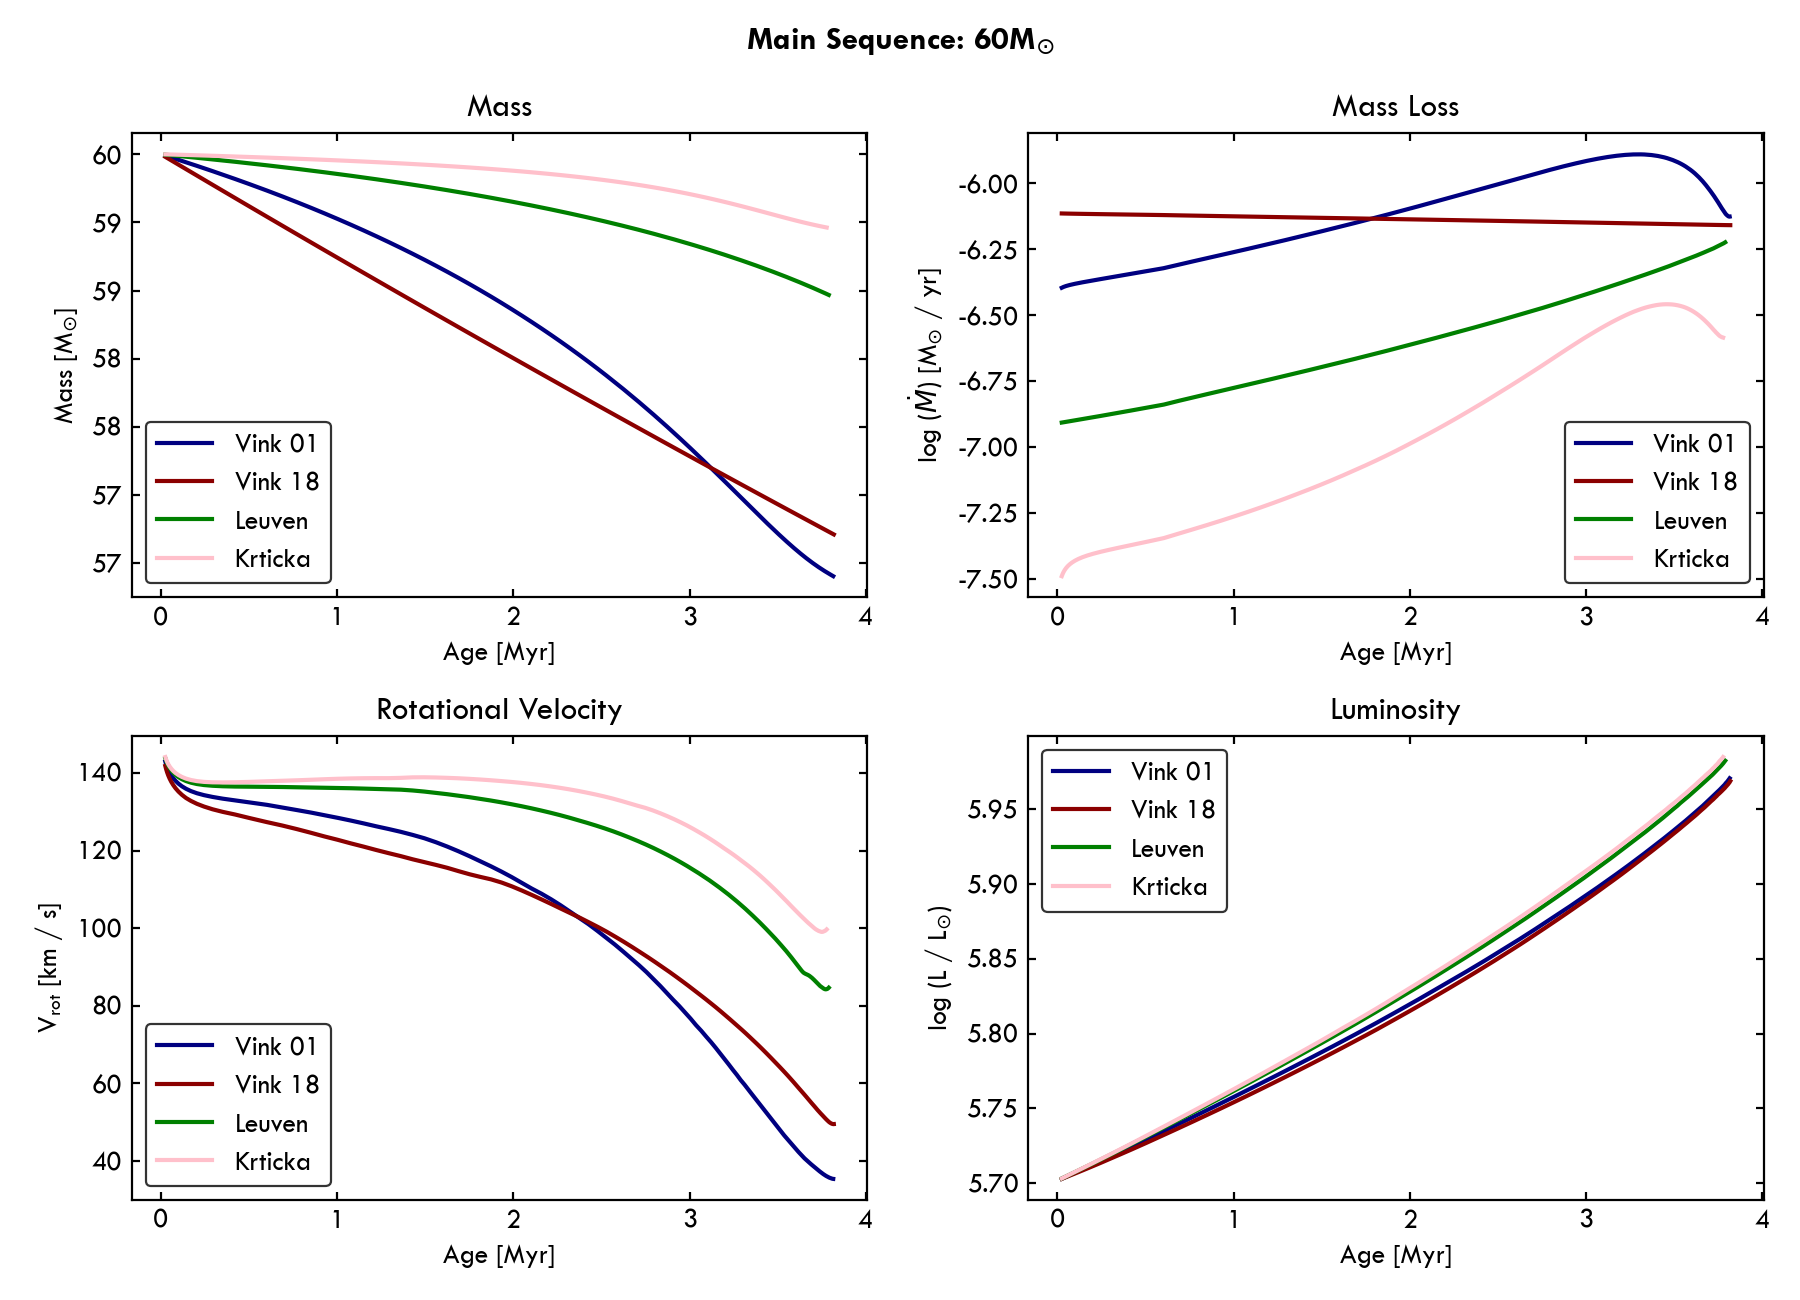 Main Sequence: 60M⊙
Mass
60
59
59
58
58
57
57
Mass [M⊙]
Vink 01
Vink 18
Leuven
Krticka
0 1 2 3 4
Age [Myr]
Mass Loss
-6.00
-6.25
-6.50
-6.75
-7.00
-7.25
-7.50
log (Ṁ) [M⊙ / yr]
Vink 01
Vink 18
Leuven
Krticka
0 1 2 3 4
Age [Myr]
Rotational Velocity
140
120
100
80
60
40
Vrot [km / s]
Vink 01
Vink 18
Leuven
Krticka
0 1 2 3 4
Age [Myr]
Luminosity
5.95
5.90
5.85
5.80
5.75
5.70
log (L / L⊙)
Vink 01
Vink 18
Leuven
Krticka
0 1 2 3 4
Age [Myr]